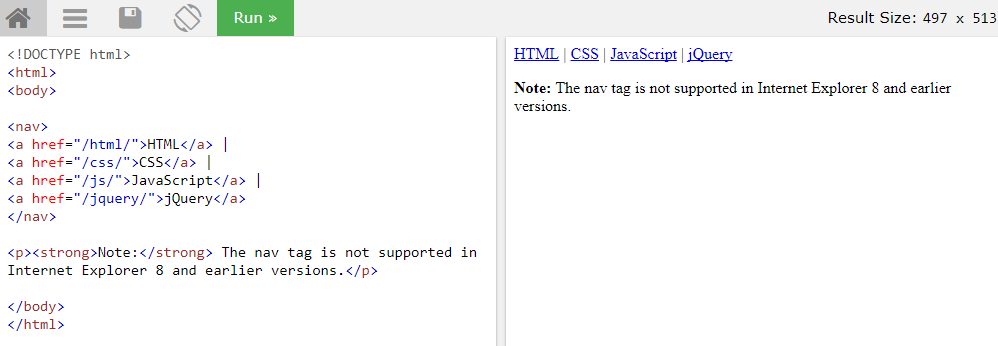 Run »
Result Size: 497 x 513
<!DOCTYPE html>
<html>
<body>
<nav>
<a href="/html/">HTML</a> |
<a href="/css/">CSS</a> |
<a href="/js/">JavaScript</a> |
<a href="/jquery/">jQuery</a>
</nav>
<p><strong>Note:</strong> The nav tag is not supported in
Internet Explorer 8 and earlier versions.</p>
</body>
</html>
HTML | CSS | JavaScript | jQuery
Note: The nav tag is not supported in Internet Explorer 8 and earlier
versions.